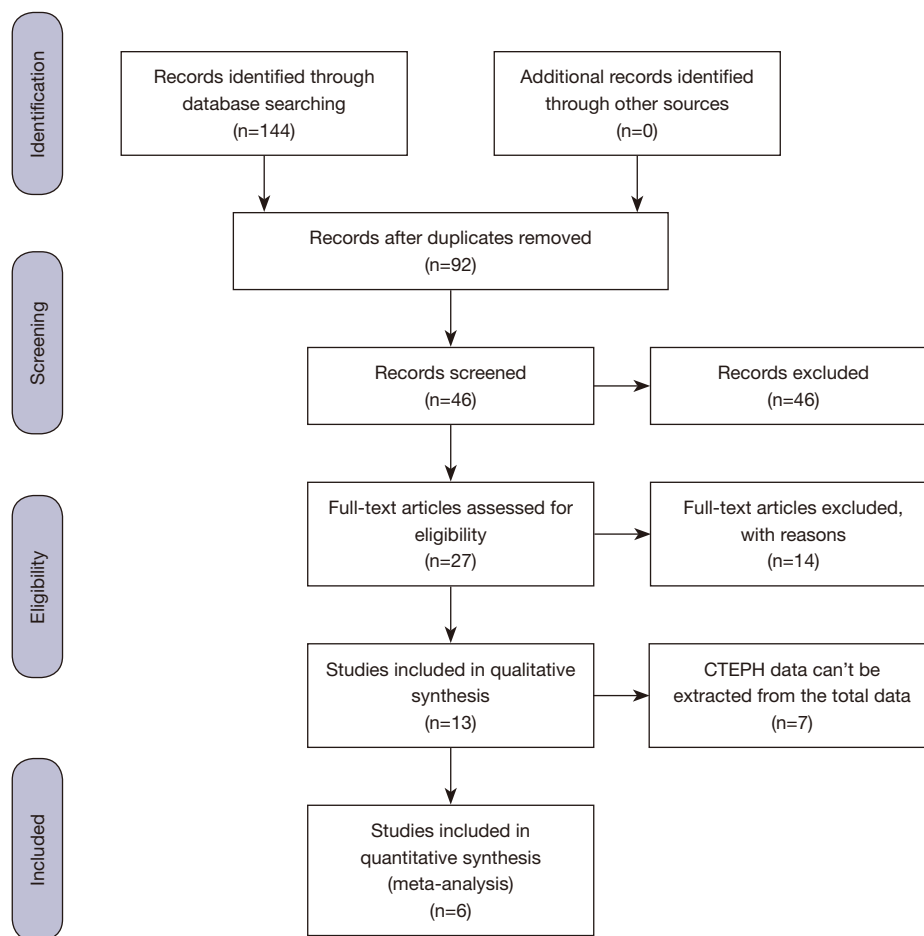 Identification
Records identified through
database searching
(n=144)
Additional records identified
through other sources
(n=0)
Records after duplicates removed
(n=92)
Screening
Records screened
(n=46)
Records excluded
(n=46)
Eligibility
Full-text articles assessed for
eligibility
(n=27)
Full-text articles excluded,
with reasons
(n=14)
Studies included in qualitative
synthesis
(n=13)
CTEPH data can’t be
extracted from the total data
(n=7)
Included
Studies included in
quantitative synthesis
(meta-analysis)
(n=6)